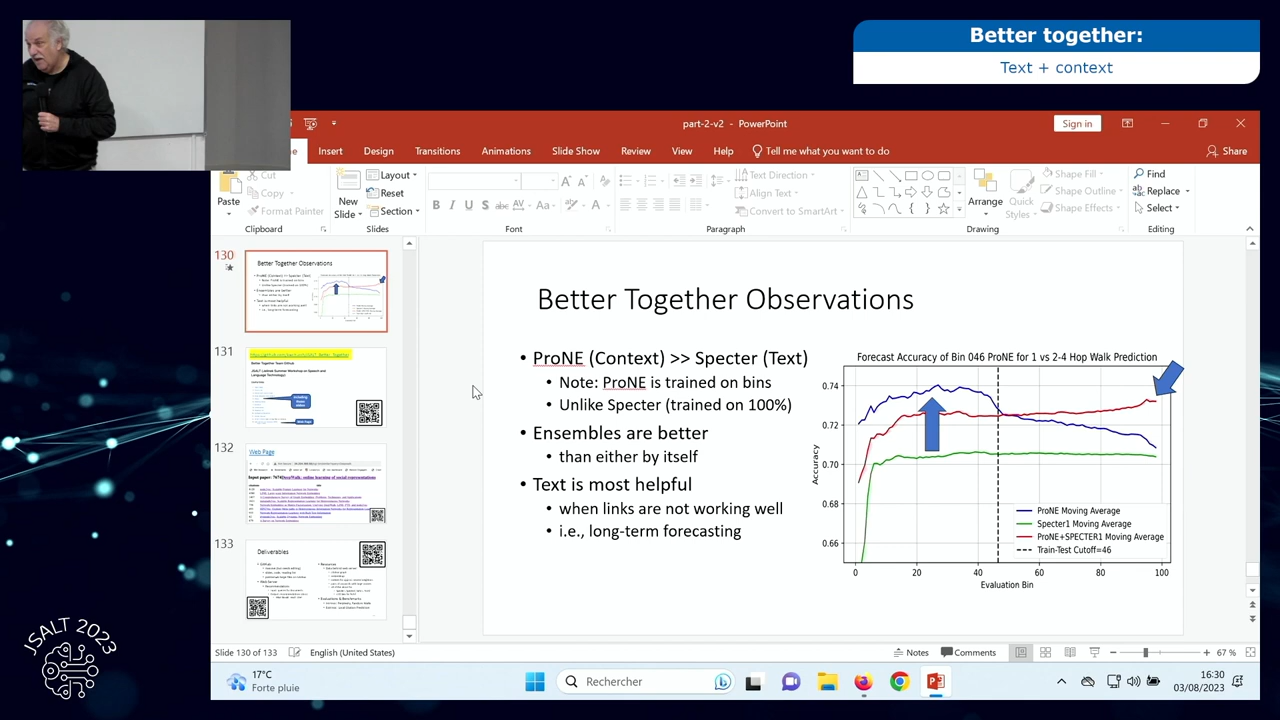 Better together:
Text + context
part-2-v2 - PowerPoint
Sign in
Insert
Design
Transitions
Animations
Slide Show
Review
View
Help
Tell me what you want to do
Share
Paste
Cut
Copy
Format Painter
Clipboard
New
Slide
Layout
Reset
Section
Slides
Font
Text Direction
Align Text
Convert to SmartArt
Paragraph
Arrange
Quick
Styles
Shape Fill
Shape Outline
Shape Effects
Drawing
Find
Replace
Select
Editing
130
Better Together Observations
131
132
Web Page
133
Deliverables
Better Together Observations
• ProNE (Context) >>Specter (Text)
• Note: ProNE is trained on bins
• Unlike Specter (trained on 100%)
• Ensembles are better
• than either by itself
• Text is most helpful
• when links are not working well
• i.e., long-term forecasting
Forecast Accuracy of Bin 046 ProNE for 1 vs 2-4 Hop Walk Prediction
Accuracy
0.74
0.72
0.70
0.68
0.66
0 20 40 60 80 100
Evaluation Bin
ProNE Moving Average
Specter1 Moving Average
ProNE+SPECTER1 Moving Average
Train-Test Cutoff=46
JSALT 2023
Slide 130 of 133
English (United States)
Notes
Comments
67 %
17°C
Forte pluie
Rechercher
16:30
03/08/2023